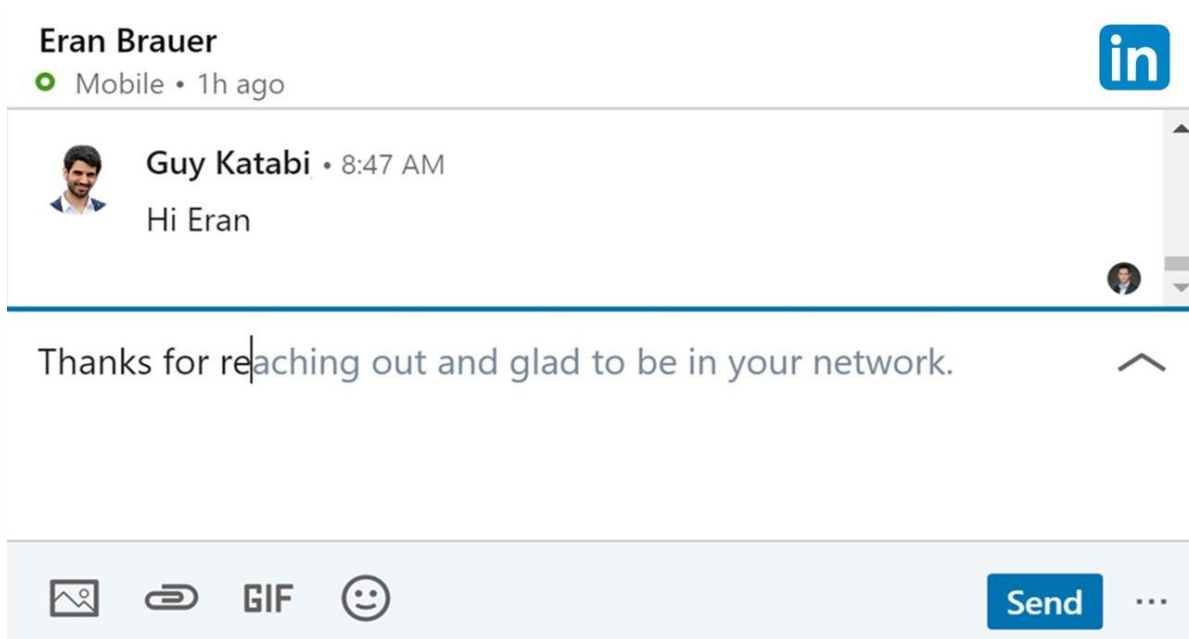 Eran Brauer
in
Mobile • 1h ago
Guy Katabi • 8:47 AM
Hi Eran
Thanks for reaching out and glad to be in your network.
GIF
Send